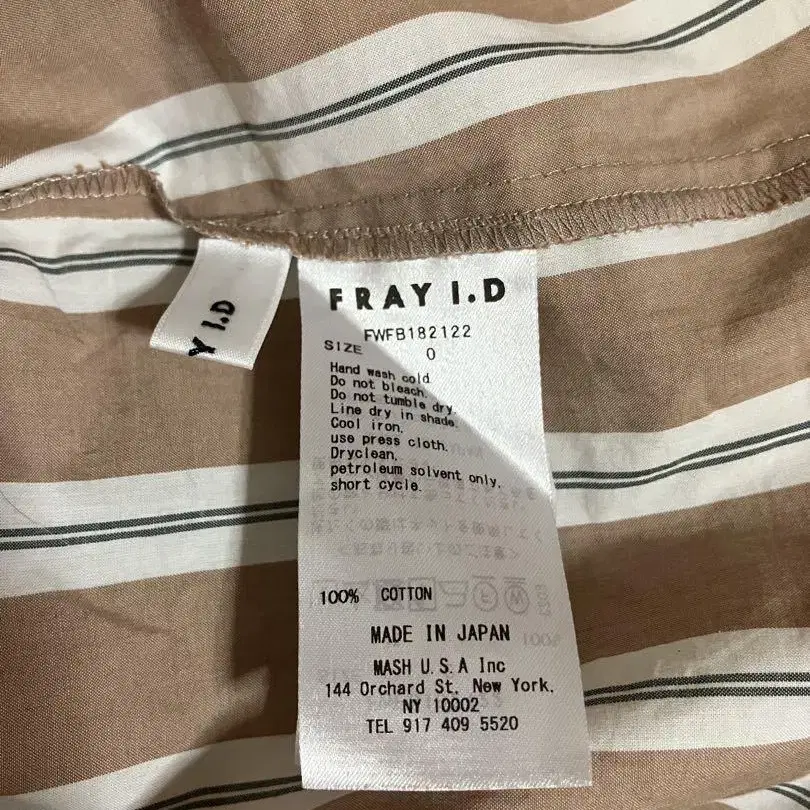 Y I.D
FRAY I.D
FWFB182122
SIZE 0
Hand wash cold
Do not bleach.
Do not tumble dry.
Line dry in shade.
Cool iron.
use press cloth.
Dryclean,
petroleum solvent only,
short cycle.
100% COTTON
MADE IN JAPAN
MASH U.S.A Inc
144 Orchard St. New York.
NY 10002
TEL 917 409 5520